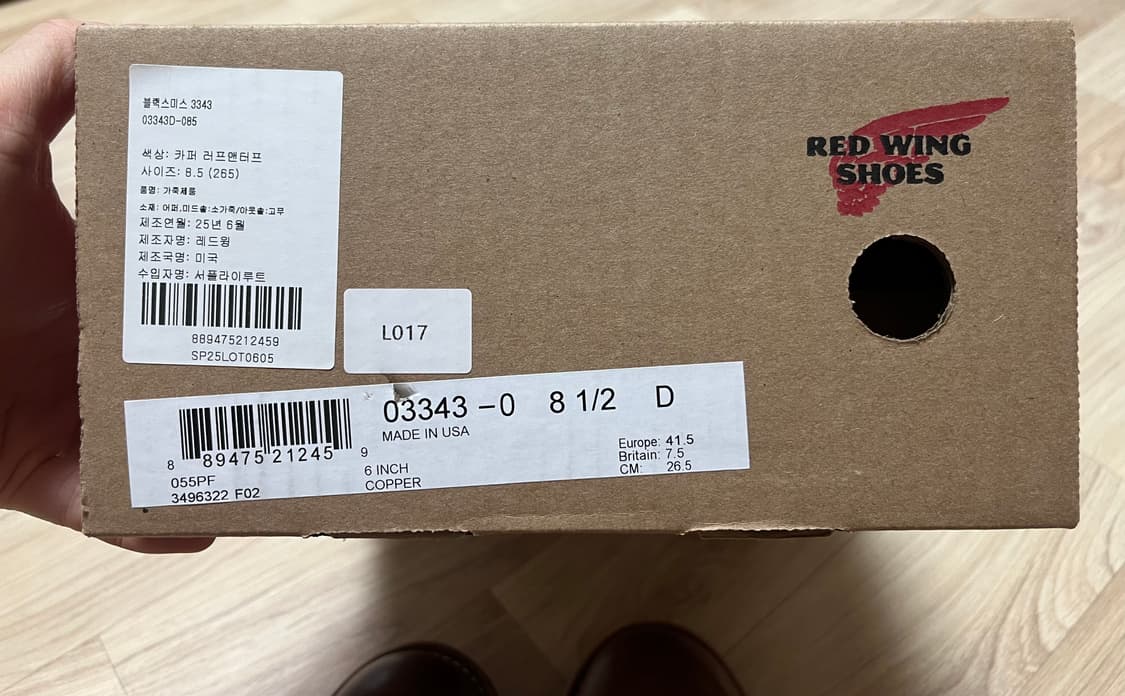 블랙스미스 3343
03343D-085
색상: 카퍼 러프앤터프
사이즈: 8.5 (265)
품명: 가죽제품
소재: 어퍼,미드솔:소가죽/아웃솔:고무
제조연월: 25년 6월
제조자명: 레드윙
제조국명: 미국
수입자명: 서플라이루트
889475212459
SP25LOT0605
L017
RED WING
SHOES
03343 -0 8 1/2 D
MADE IN USA
8 89475 21245 9
6 INCH
COPPER
055PF
3496322 F02
Europe: 41.5
Britain: 7.5
CM: 26.5